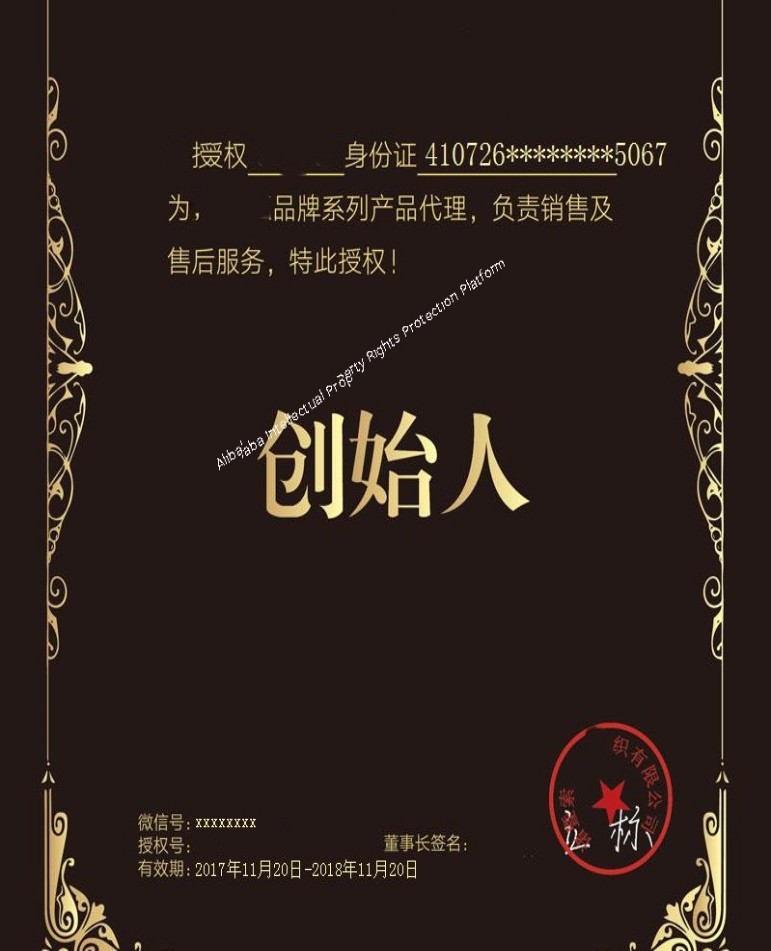 授权 身份证 410726********5067
为， 品牌系列产品代理，负责销售及
售后服务，特此授权！
Alibaba Intellectual Property Rights Protection Platform
创始人
织有限公司
微信号: xxxxxxxx
授权号:
董事长签名:
有效期: 2017年11月20日-2018年11月20日